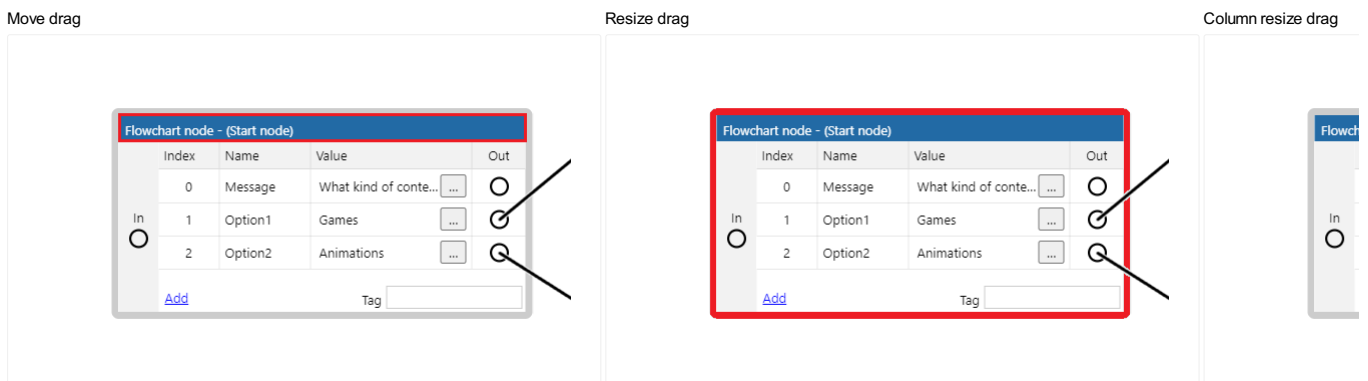 Move drag
Resize drag
Column resize drag
Flowchart node - (Start node)
Index Name Value Out
0 Message What kind of conte... ...
In
1 Option1 Games ...
2 Option2 Animations ...
Add Tag
Flowchart node - (Start node)
Index Name Value Out
0 Message What kind of conte... ...
In
1 Option1 Games ...
2 Option2 Animations ...
Add Tag
Flowch
In